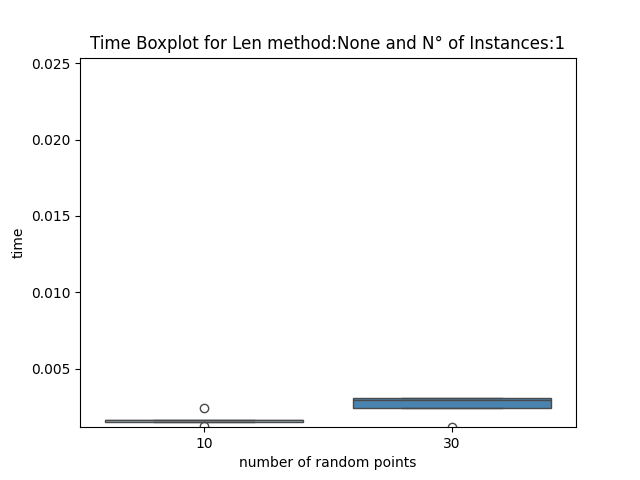 Time Boxplot for Len method:None and N° of Instances:1
0.025
0.020
0.015
0.010
0.005
time
10
30
number of random points